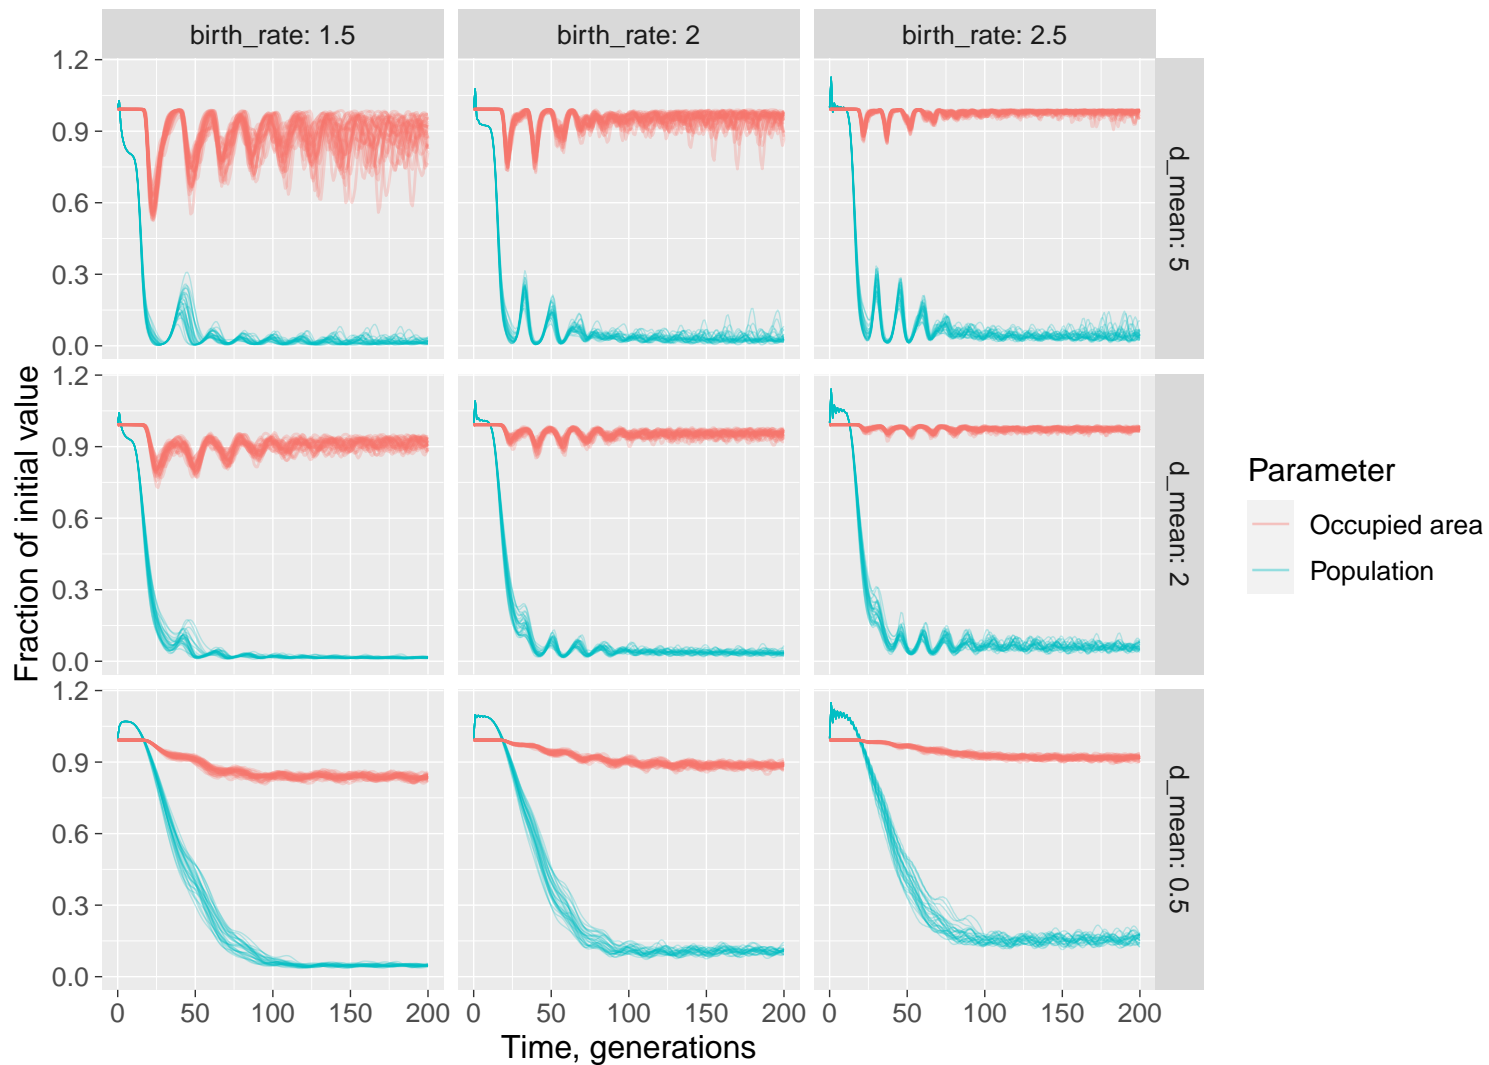 birth_rate: 1.5
birth_rate: 2
birth_rate: 2.5
1.2
0.9
0.6
0.3
0.0
d_mean: 5
Fraction of initial value
1.2
0.9
0.6
0.3
0.0
d_mean: 2
Parameter
Occupied area
Population
1.2
0.9
0.6
0.3
0.0
d_mean: 0.5
0 50 100 150 200
0 50 100 150 200
0 50 100 150 200
Time, generations